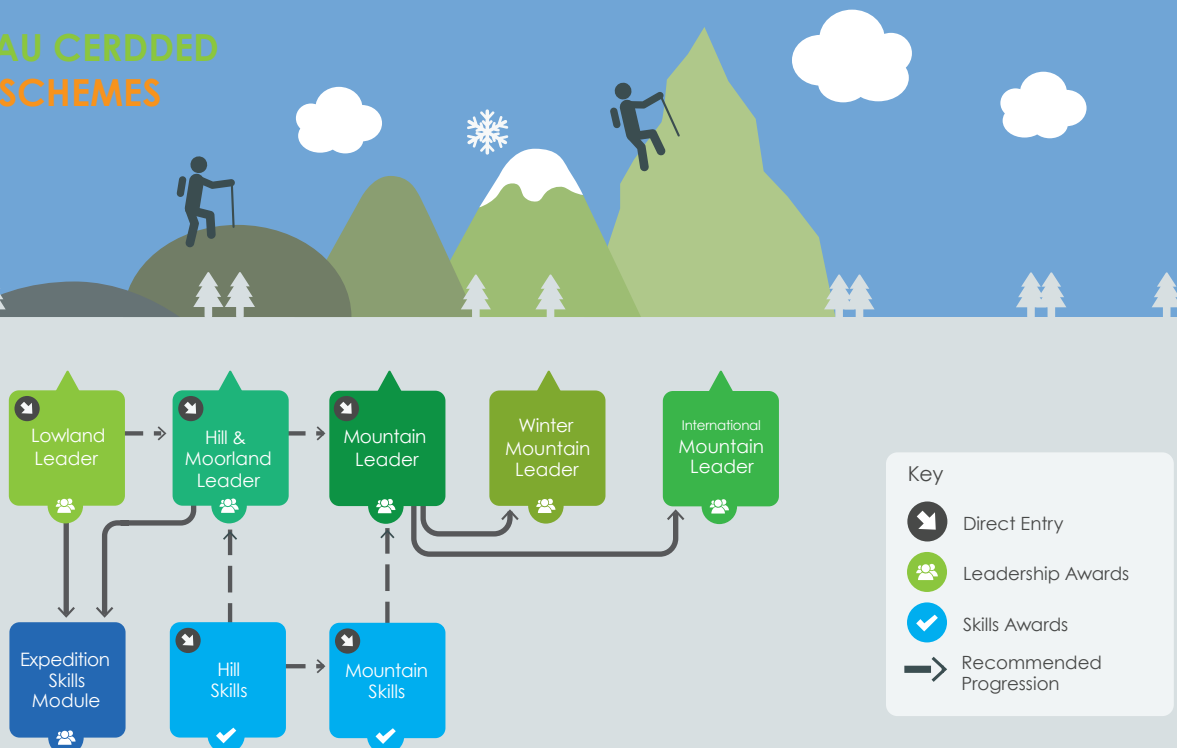 AU CERDDED
SCHEMES
Lowland
Leader
Hill &
Moorland
Leader
Mountain
Leader
Winter
Mountain
Leader
International
Mountain
Leader
Expedition
Skills
Module
Hill
Skills
Mountain
Skills
Key
Direct Entry
Leadership Awards
Skills Awards
Recommended
Progression